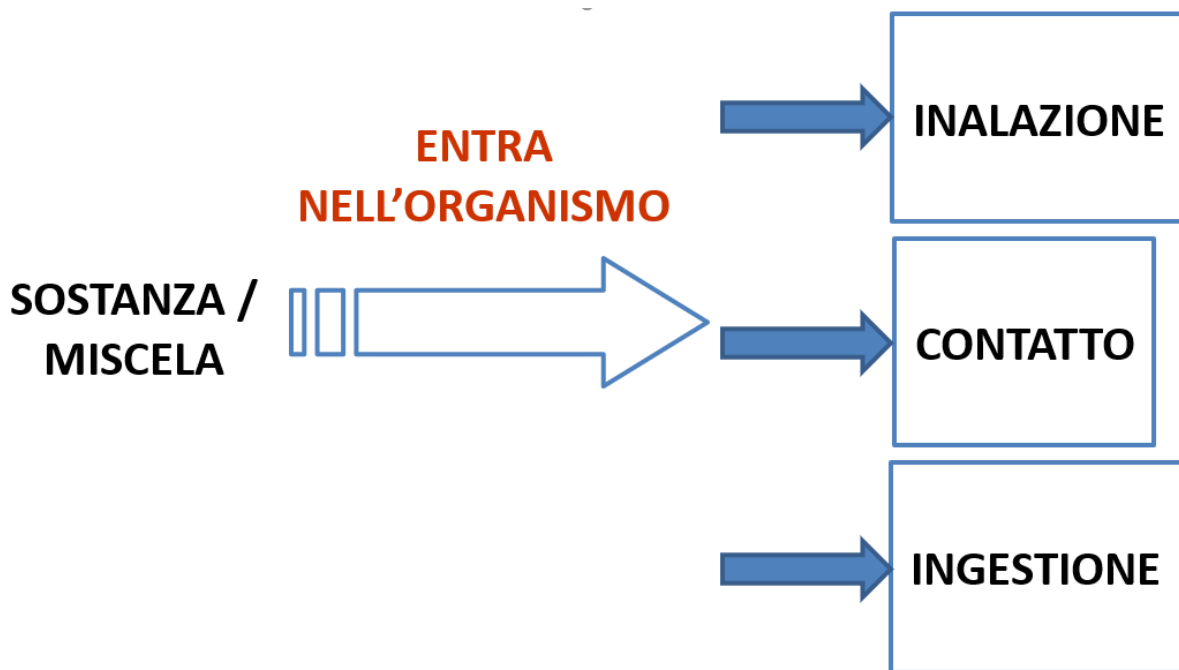 ENTRA
NELL’ORGANISMO
SOSTANZA /
MISCELA
INALAZIONE
CONTATTO
INGESTIONE